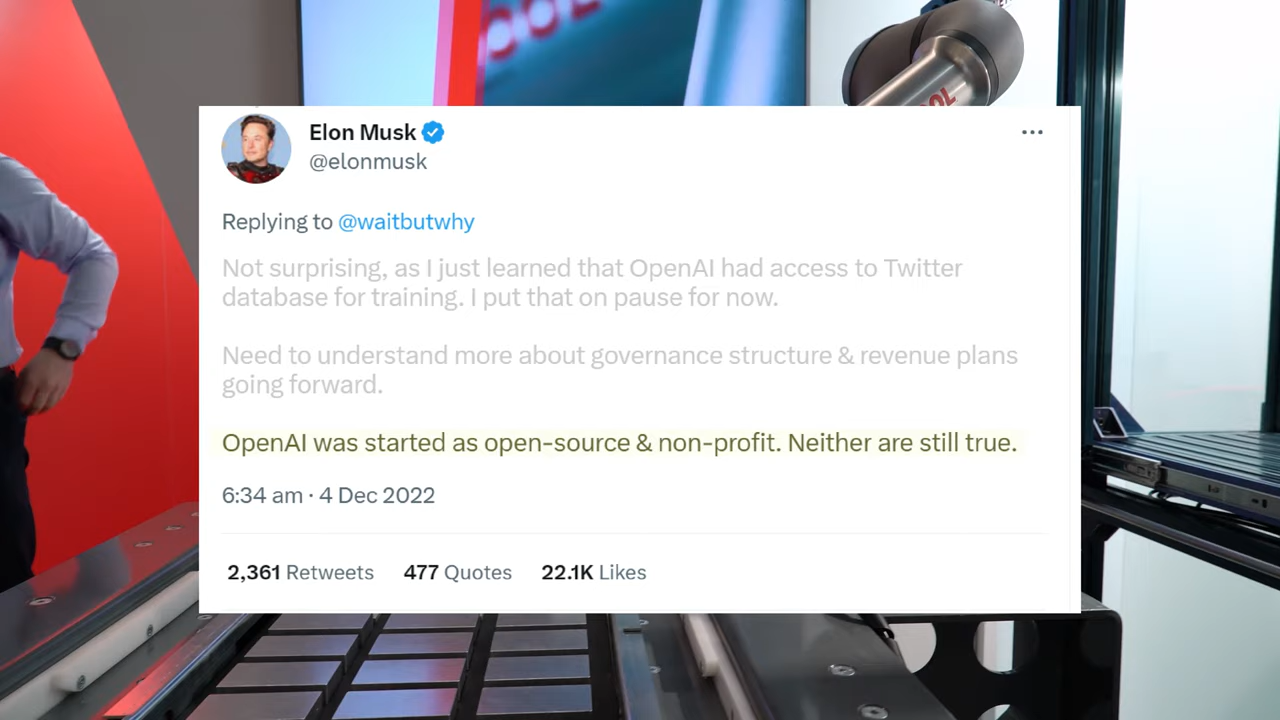 Elon Musk
@elonmusk
Replying to @waitbutwhy
Not surprising, as I just learned that OpenAI had access to Twitter
database for training. I put that on pause for now.
Need to understand more about governance structure & revenue plans
going forward.
OpenAI was started as open-source & non-profit. Neither are still true.
6:34 am · 4 Dec 2022
2,361 Retweets 477 Quotes 22.1K Likes